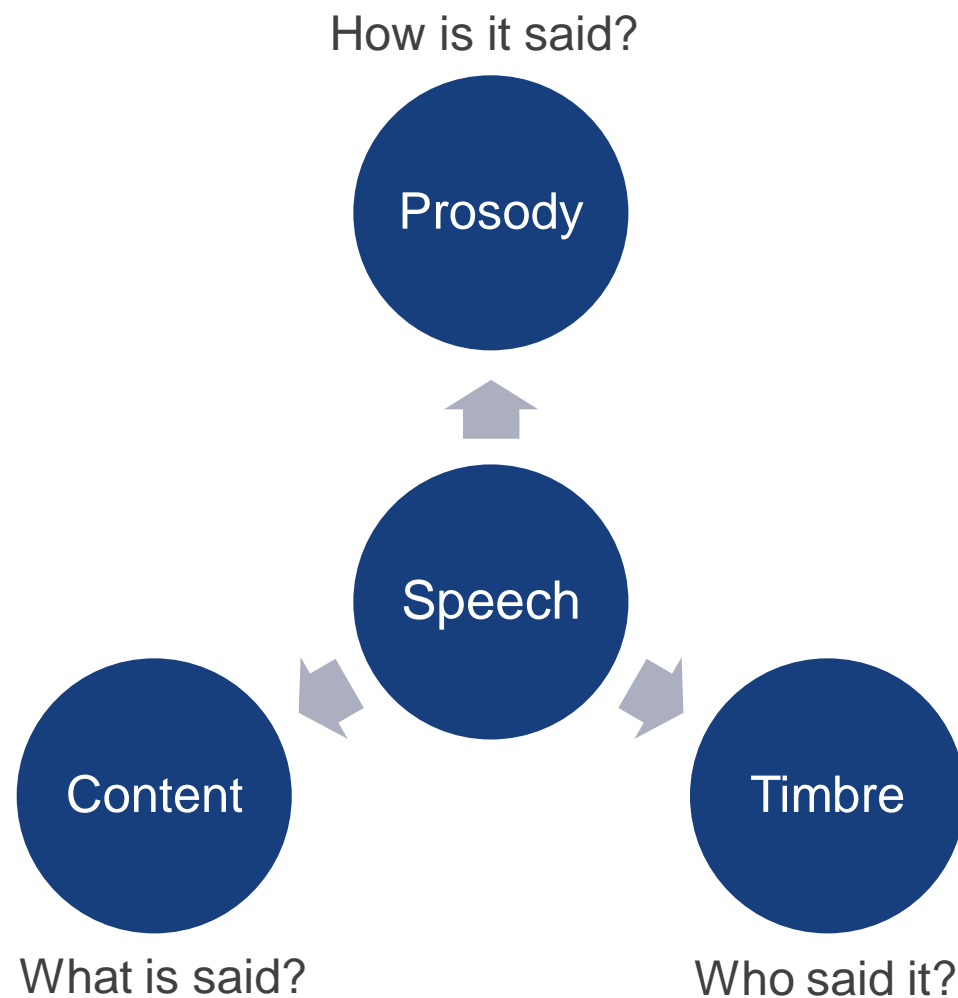 How is it said?
Prosody
Speech
Content
Timbre
What is said?
Who said it?